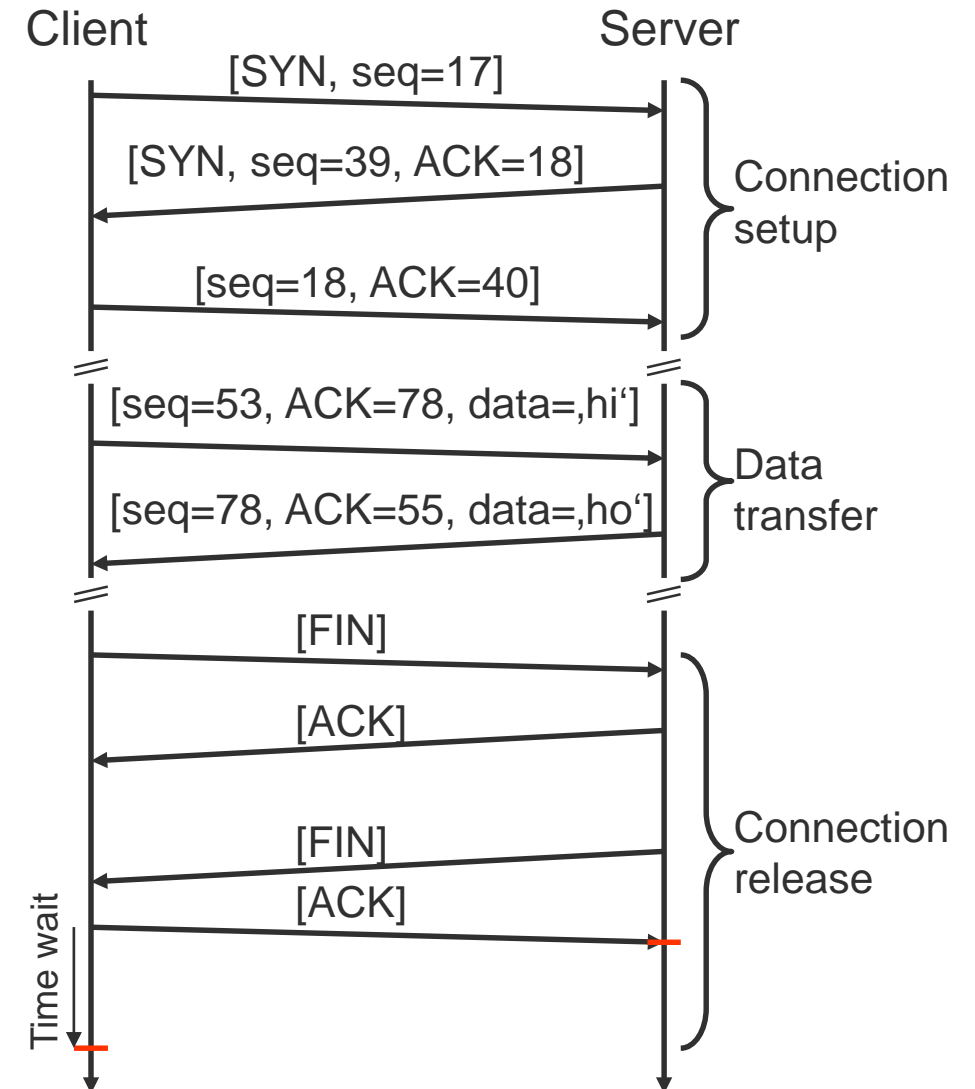 Client
Server
[SYN, seq=17]
[SYN, seq=39, ACK=18]
Connection
setup
[seq=18, ACK=40]
[seq=53, ACK=78, data=‚hi‘]
[seq=78, ACK=55, data=‚ho‘]
Data
transfer
[FIN]
[ACK]
[FIN]
[ACK]
Connection
release
Time wait